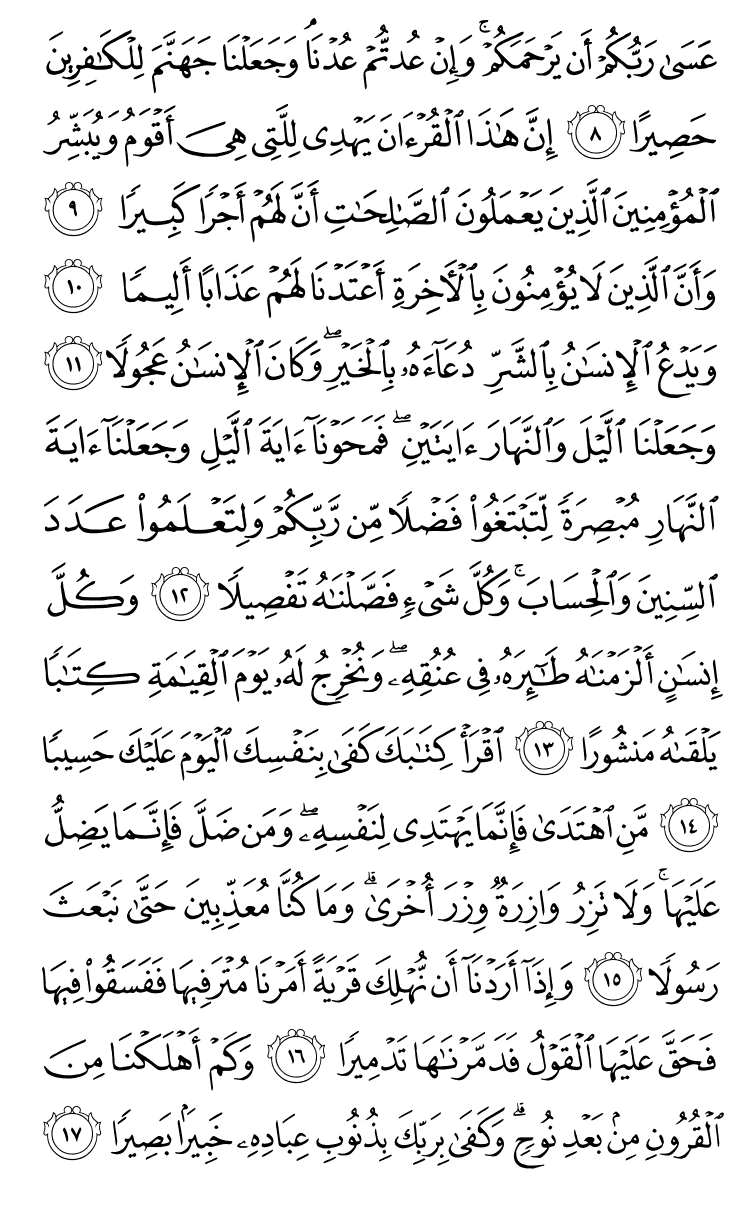 عَسَىٰ رَبُّكُمْ أَن يَرْحَمَكُمْ ۚ وَإِنْ عُدتُّمْ عُدْنَا ۘ وَجَعَلْنَا جَهَنَّمَ لِلْكَـٰفِرِينَ
حَصِيرًا ٨ إِنَّ هَـٰذَا ٱلْقُرْءَانَ يَهْدِى لِلَّتِى هِىَ أَقْوَمُ وَيُبَشِّرُ
ٱلْمُؤْمِنِينَ ٱلَّذِينَ يَعْمَلُونَ ٱلصَّـٰلِحَـٰتِ أَنَّ لَهُمْ أَجْرًا كَبِيرًا ٩
وَأَنَّ ٱلَّذِينَ لَا يُؤْمِنُونَ بِٱلْـَٔاخِرَةِ أَعْتَدْنَا لَهُمْ عَذَابًا أَلِيمًا ١٠
وَيَدْعُ ٱلْإِنسَـٰنُ بِٱلشَّرِّ دُعَآءَهُۥ بِٱلْخَيْرِ ۖ وَكَانَ ٱلْإِنسَـٰنُ عَجُولًا ١١
وَجَعَلْنَا ٱلَّيْلَ وَٱلنَّهَارَ ءَايَتَيْنِ ۖ فَمَحَوْنَآ ءَايَةَ ٱلَّيْلِ وَجَعَلْنَآ ءَايَةَ
ٱلنَّهَارِ مُبْصِرَةً لِّتَبْتَغُوا۟ فَضْلًا مِّن رَّبِّكُمْ وَلِتَعْلَمُوا۟ عَدَدَ
ٱلسِّنِينَ وَٱلْحِسَابَ ۚ وَكُلَّ شَىْءٍ فَصَّلْنَـٰهُ تَفْصِيلًا ١٢ وَكُلَّ
إِنسَـٰنٍ أَلْزَمْنَـٰهُ طَـٰٓئِرَهُۥ فِى عُنُقِهِۦ ۖ وَنُخْرِجُ لَهُۥ يَوْمَ ٱلْقِيَـٰمَةِ كِتَـٰبًا
يَلْقَىٰهُ مَنشُورًا ١٣ ٱقْرَأْ كِتَـٰبَكَ كَفَىٰ بِنَفْسِكَ ٱلْيَوْمَ عَلَيْكَ حَسِيبًا
١٤ مَّنِ ٱهْتَدَىٰ فَإِنَّمَا يَهْتَدِى لِنَفْسِهِۦ ۖ وَمَن ضَلَّ فَإِنَّمَا يَضِلُّ
عَلَيْهَا ۚ وَلَا تَزِرُ وَازِرَةٌ وِزْرَ أُخْرَىٰ ۗ وَمَا كُنَّا مُعَذِّبِينَ حَتَّىٰ نَبْعَثَ
رَسُولًا ١٥ وَإِذَآ أَرَدْنَآ أَن نُّهْلِكَ قَرْيَةً أَمَرْنَا مُتْرَفِيهَا فَفَسَقُوا۟ فِيهَا
فَحَقَّ عَلَيْهَا ٱلْقَوْلُ فَدَمَّرْنَـٰهَا تَدْمِيرًا ١٦ وَكَمْ أَهْلَكْنَا مِنَ
ٱلْقُرُونِ مِنۢ بَعْدِ نُوحٍ ۗ وَكَفَىٰ بِرَبِّكَ بِذُنُوبِ عِبَادِهِۦ خَبِيرًۢا بَصِيرًا ١٧